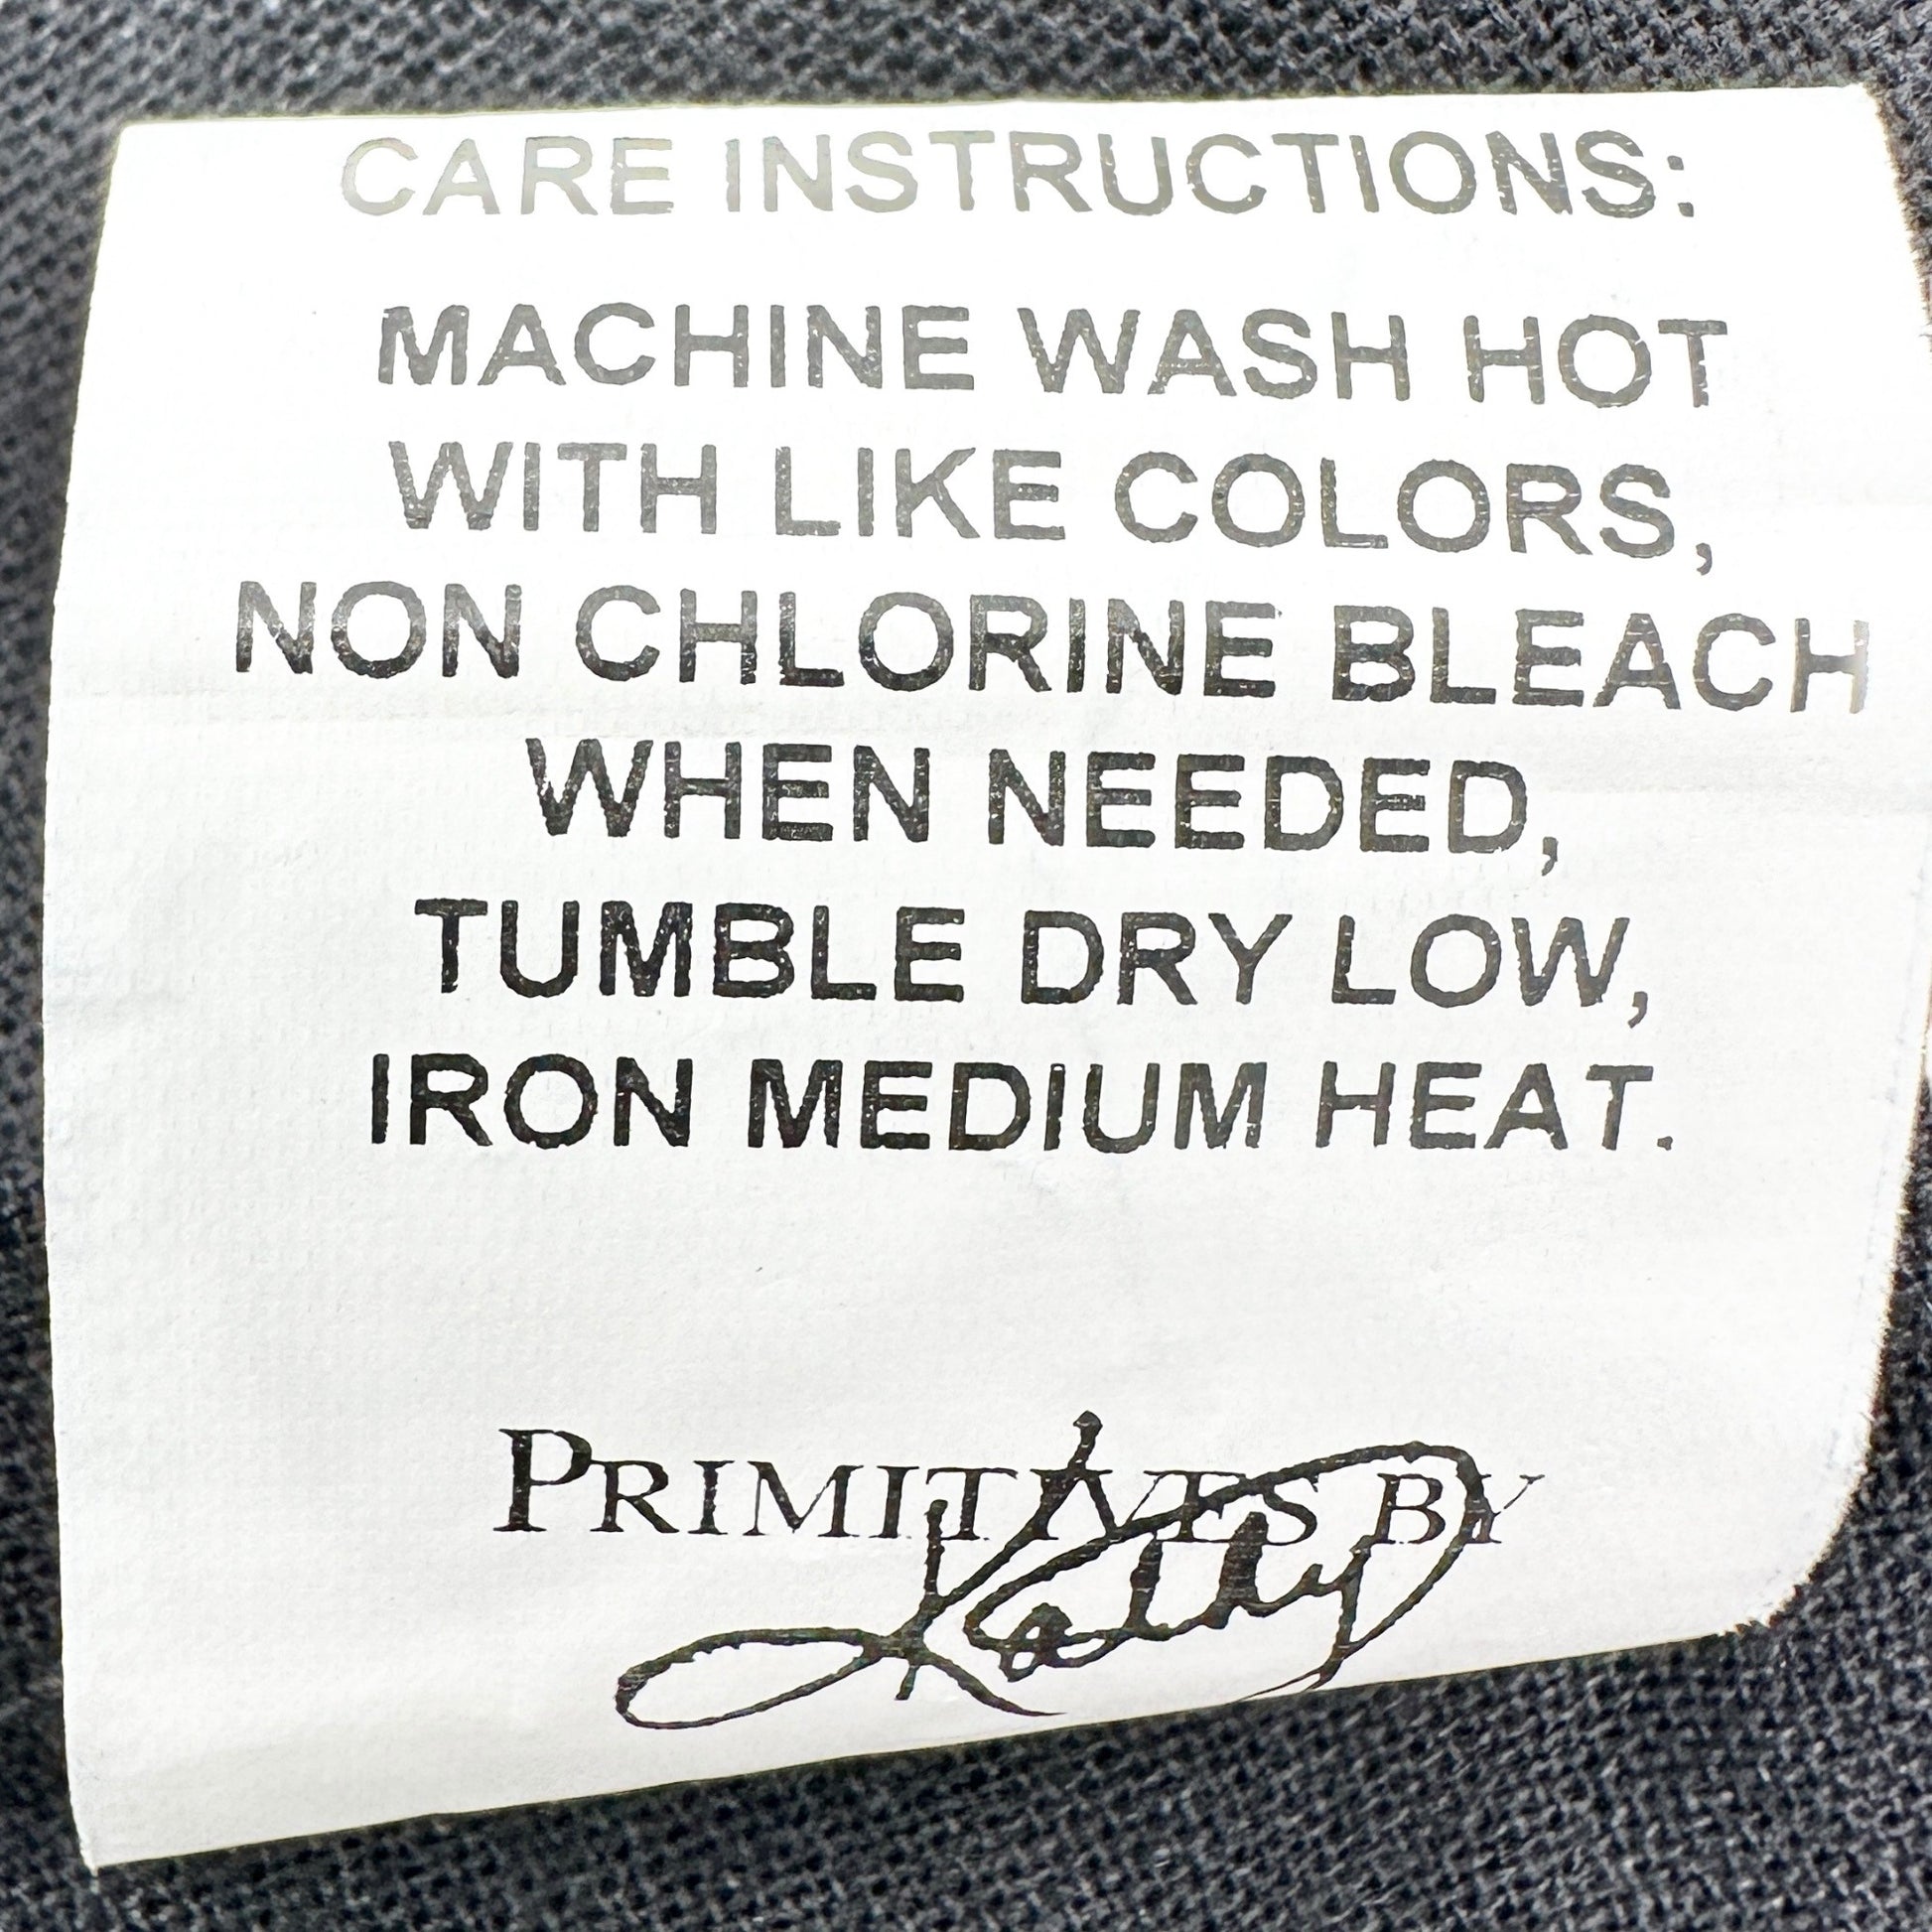 CARE INSTRUCTIONS:
MACHINE WASH HOT
WITH LIKE COLORS,
NON CHLORINE BLEACH
WHEN NEEDED,
TUMBLE DRY LOW,
IRON MEDIUM HEAT.
PRIMITIVES BY
Kathy